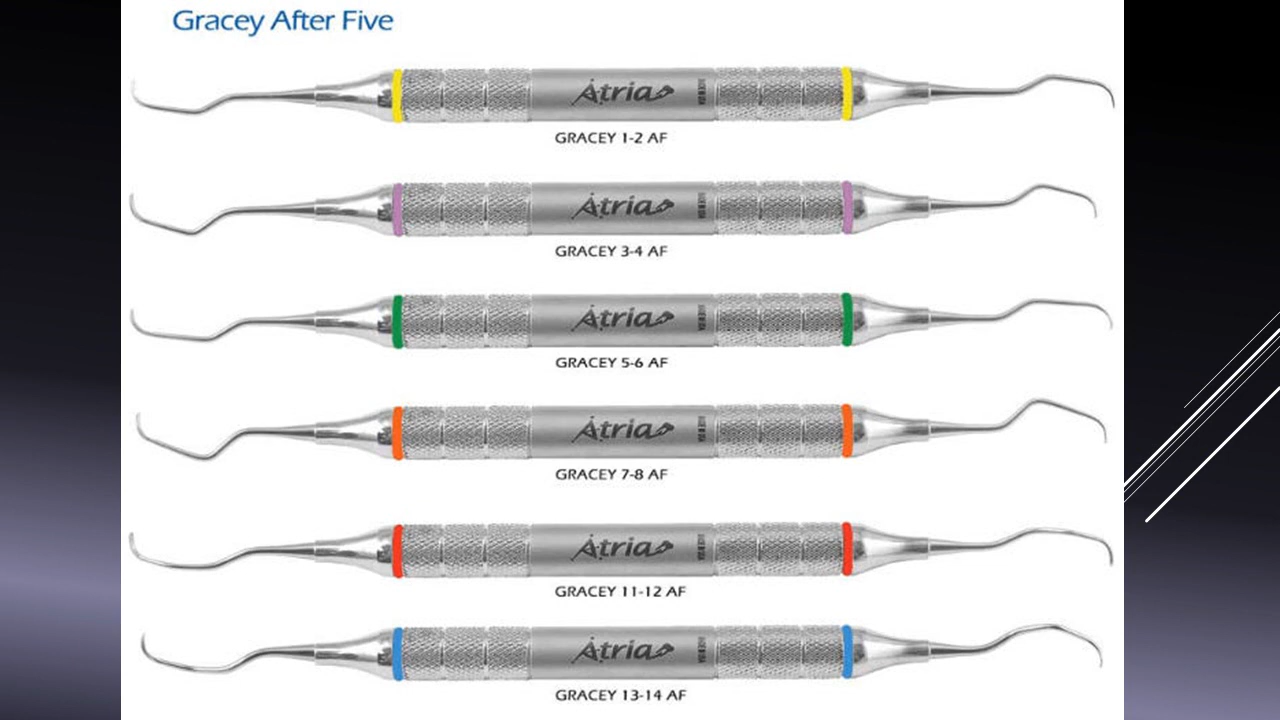 Gracey After Five
Atria
GRACEY 1-2 AF
Atria
GRACEY 3-4 AF
Atria
GRACEY 5-6 AF
Atria
GRACEY 7-8 AF
Atria
GRACEY 11-12 AF
Atria
GRACEY 13-14 AF